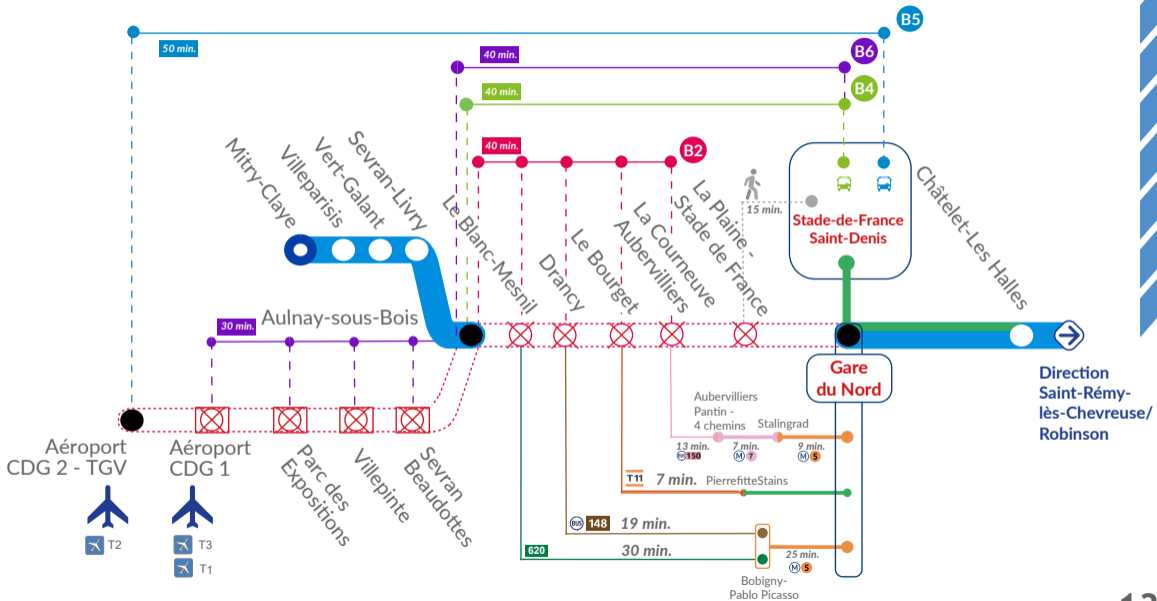 B5
50 min.
B6
40 min.
B4
40 min.
B2
40 min.
Mitry-Claye
Villeparisis
Vert-Galant
Sevran-Livry
Le Blanc-Mesnil
Drancy
Le Bourget
La Courneuve
Aubervilliers
La Plaine -
Stade de France
15 min.
Stade-de-France
Saint-Denis
Châtelet-Les Halles
30 min.
Aulnay-sous-Bois
Gare
du Nord
Direction
Saint-Rémy-
lès-Chevreuse/
Robinson
Aéroport
CDG 2 - TGV
T2
Aéroport
CDG 1
T3
T1
Parc des
Expositions
Villepinte
Sevran
Beaudottes
Aubervilliers
Pantin -
4 chemins
Stalingrad
13 min.
BUS 150
7 min.
M 7
9 min.
M 5
T11
7 min.
PierrefitteStains
BUS 148
19 min.
620
30 min.
25 min.
M 5
Bobigny-
Pablo Picasso